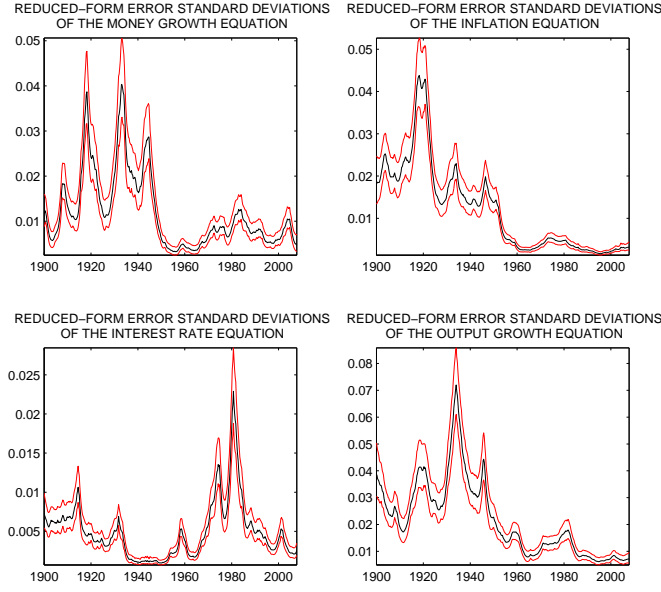 REDUCED−FORM ERROR STANDARD DEVIATIONS
OF THE MONEY GROWTH EQUATION
0.05
0.04
0.03
0.02
0.01
1900 1920 1940 1960 1980 2000
REDUCED−FORM ERROR STANDARD DEVIATIONS
OF THE INFLATION EQUATION
0.05
0.04
0.03
0.02
0.01
1900 1920 1940 1960 1980 2000
REDUCED−FORM ERROR STANDARD DEVIATIONS
OF THE INTEREST RATE EQUATION
0.025
0.02
0.015
0.01
0.005
1900 1920 1940 1960 1980 2000
REDUCED−FORM ERROR STANDARD DEVIATIONS
OF THE OUTPUT GROWTH EQUATION
0.08
0.07
0.06
0.05
0.04
0.03
0.02
0.01
1900 1920 1940 1960 1980 2000